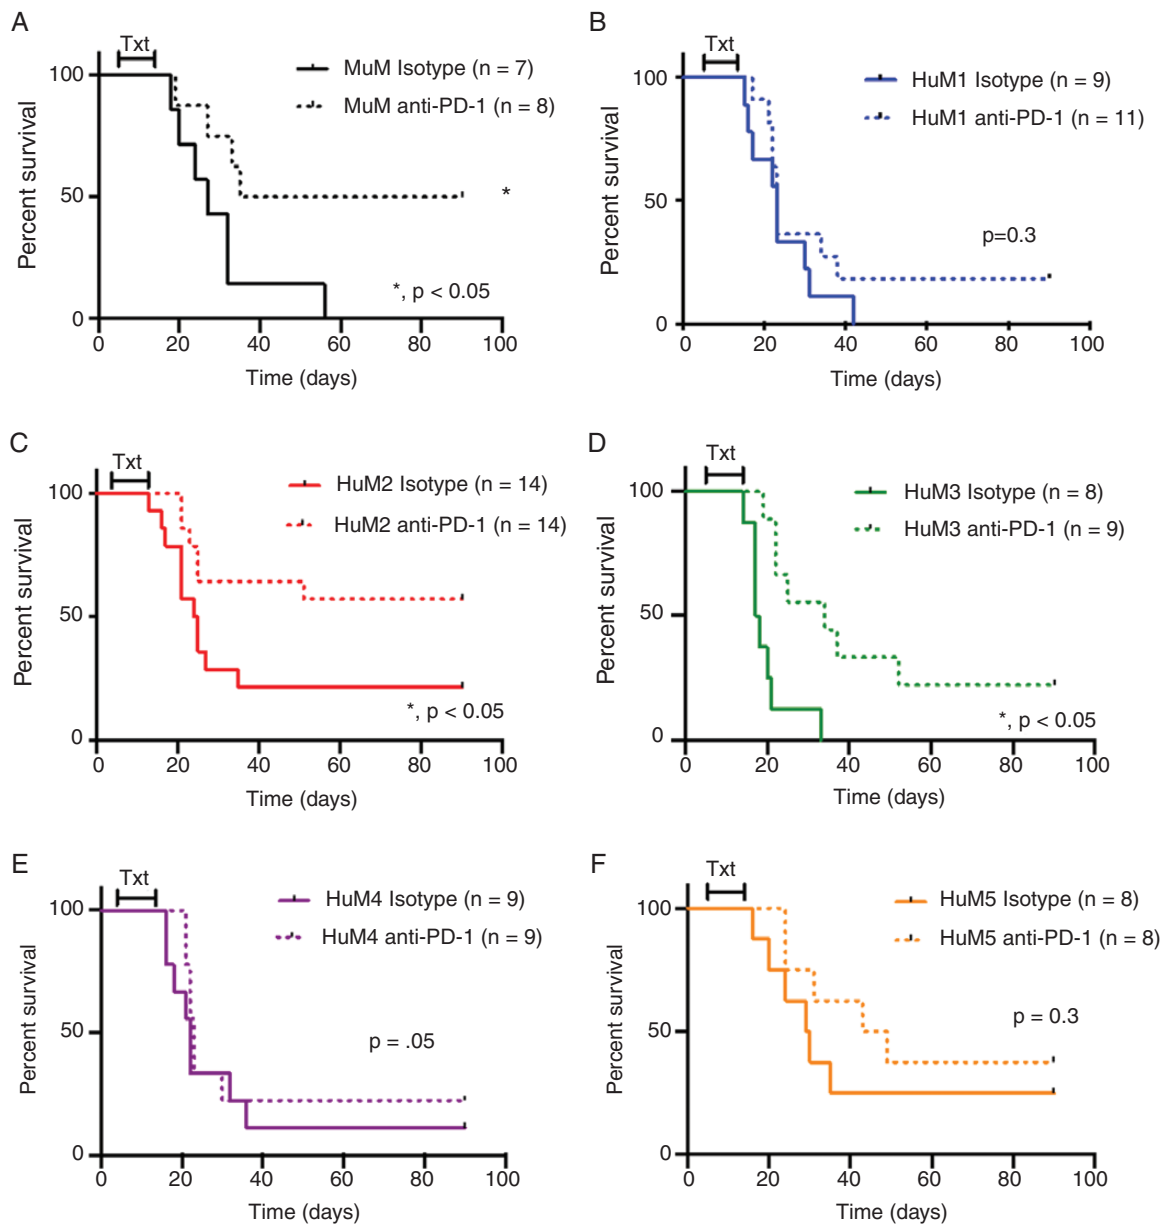 A
Txt
100
50
0
Percent survival
MuM Isotype (n = 7)
MuM anti-PD-1 (n = 8)
*
*, p < 0.05
0 20 40 60 80 100
Time (days)
B
Txt
100
50
0
Percent survival
HuM1 Isotype (n = 9)
HuM1 anti-PD-1 (n = 11)
p=0.3
0 20 40 60 80 100
Time (days)
C
Txt
100
50
0
Percent survival
HuM2 Isotype (n = 14)
HuM2 anti-PD-1 (n = 14)
*, p < 0.05
0 20 40 60 80 100
Time (days)
D
Txt
100
50
0
Percent survival
HuM3 Isotype (n = 8)
HuM3 anti-PD-1 (n = 9)
*, p < 0.05
0 20 40 60 80 100
Time (days)
E
Txt
100
50
0
Percent survival
HuM4 Isotype (n = 9)
HuM4 anti-PD-1 (n = 9)
p = .05
0 20 40 60 80 100
Time (days)
F
Txt
100
50
0
Percent survival
HuM5 Isotype (n = 8)
HuM5 anti-PD-1 (n = 8)
p = 0.3
0 20 40 60 80 100
Time (days)